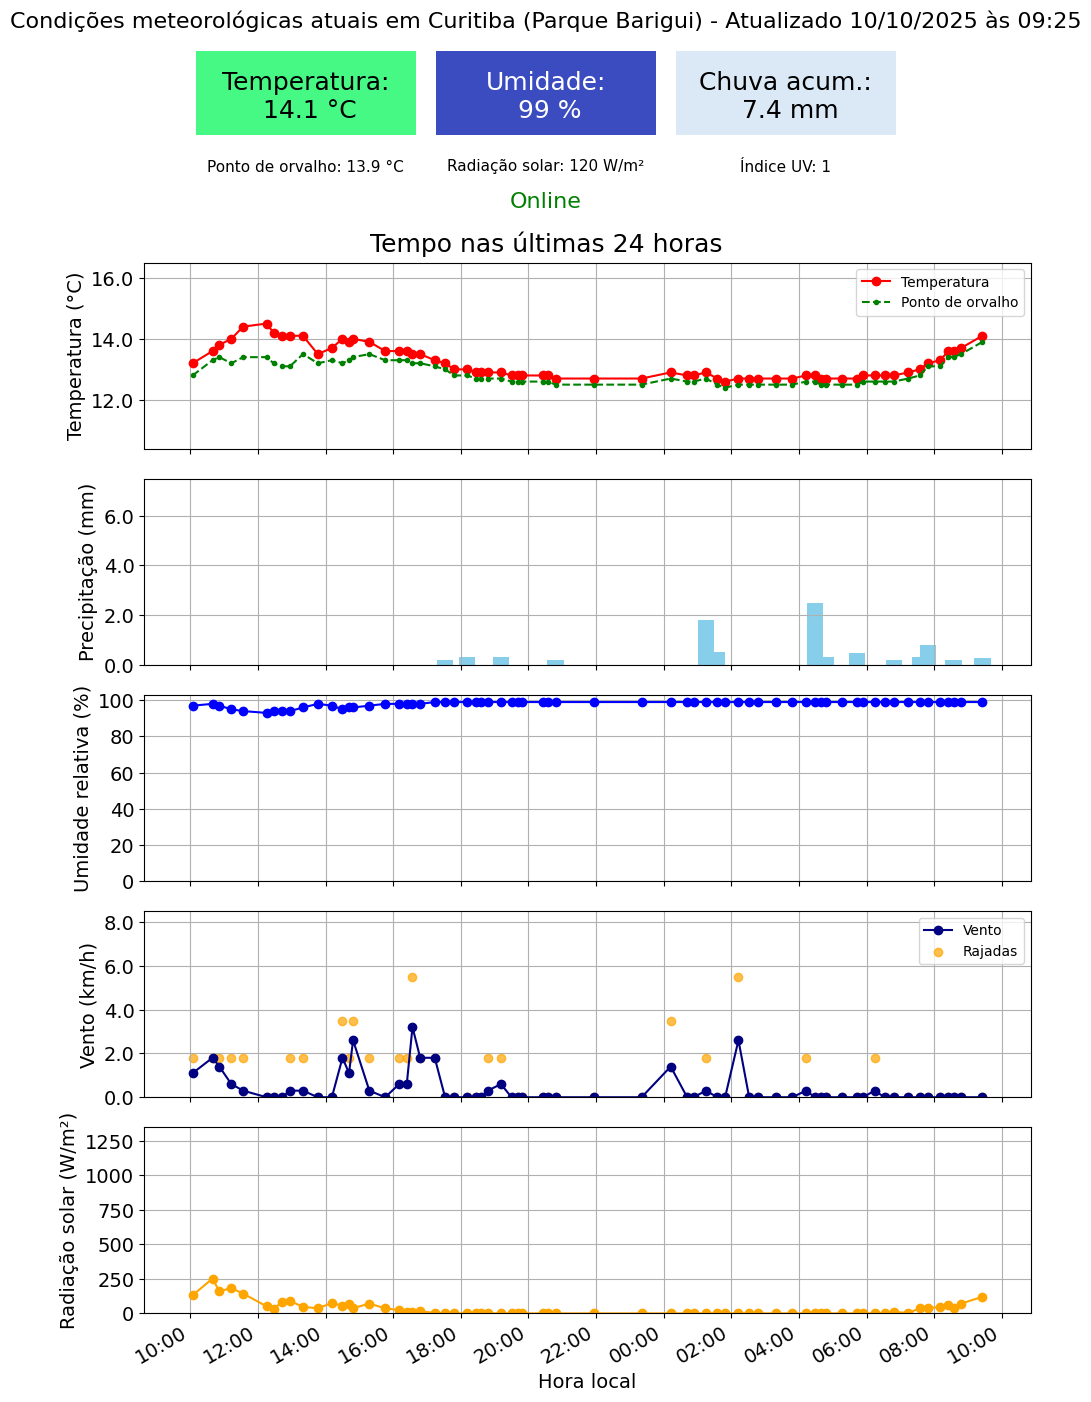 Condições meteorológicas atuais em Curitiba (Parque Barigui) - Atualizado 10/10/2025 às 09:25
Temperatura:
14.1 °C
Umidade:
99 %
Chuva acum.:
7.4 mm
Ponto de orvalho: 13.9 °C
Radiação solar: 120 W/m²
Índice UV: 1
Online
Tempo nas últimas 24 horas
Temperatura (°C)
16.0
14.0
12.0
Temperatura
Ponto de orvalho
Precipitação (mm)
6.0
4.0
2.0
0.0
Umidade relativa (%)
100
80
60
40
20
0
Vento (km/h)
8.0
6.0
4.0
2.0
0.0
Vento
Rajadas
Radiação solar (W/m²)
1250
1000
750
500
250
0
10:00 12:00 14:00 16:00 18:00 20:00 22:00 00:00 02:00 04:00 06:00 08:00 10:00
Hora local